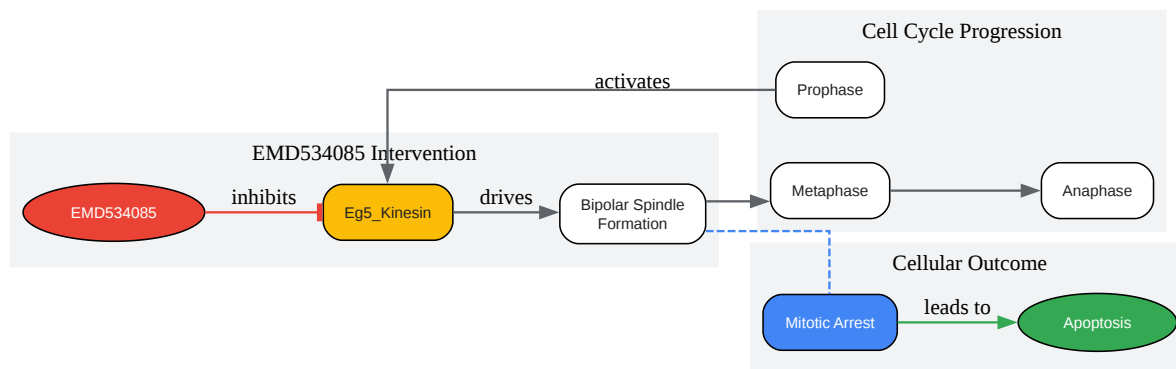 Cell Cycle Progression
activates
Prophase
EMD534085 Intervention
EMD534085
inhibits
Eg5_Kinesin
drives
Bipolar Spindle
Formation
Metaphase
Anaphase
Cellular Outcome
Mitotic Arrest
leads to
Apoptosis